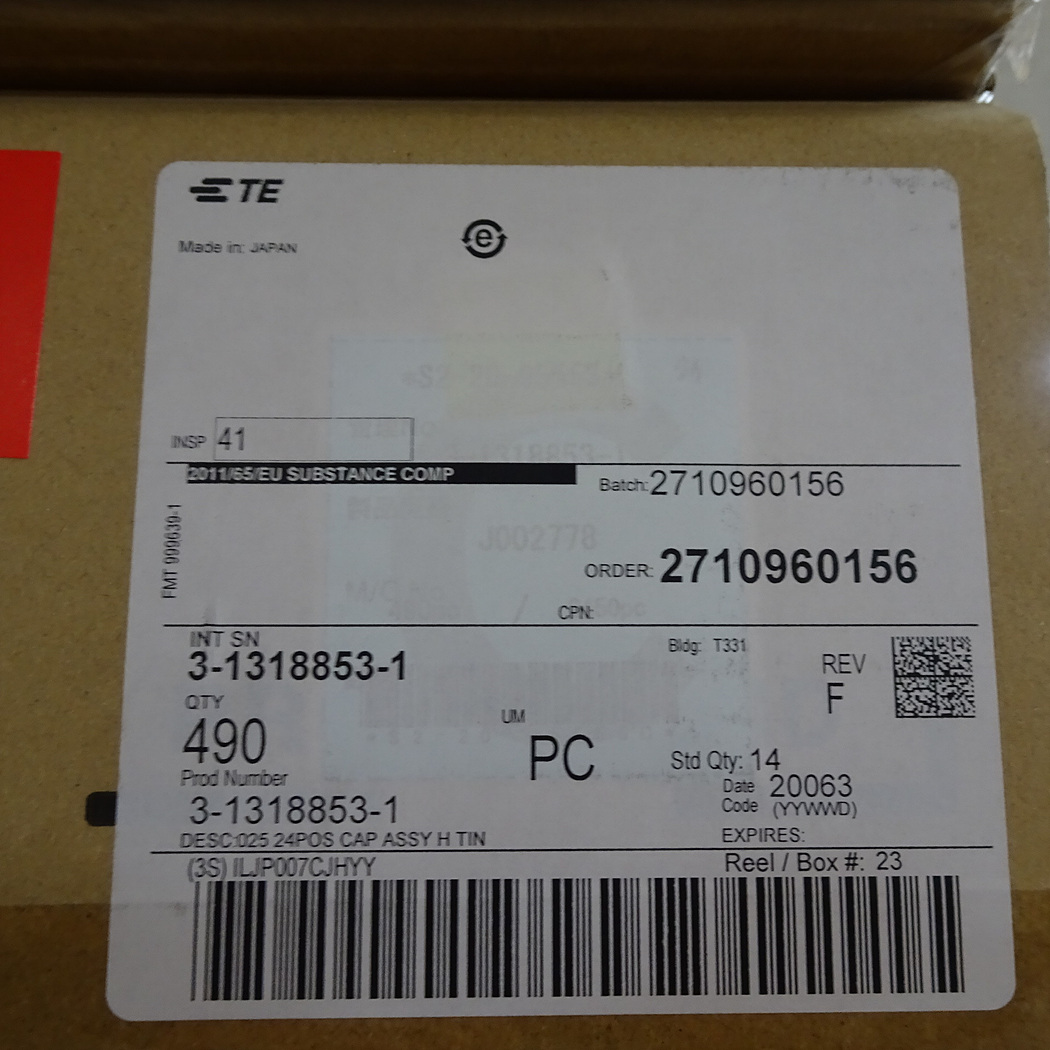 TE
Made in: JAPAN
e
INSP 41
2011/65/EU SUBSTANCE COMP
Batch: 2710960156
FMT 999639-1
J002778
ORDER: 2710960156
CPN:
INT SN
3-1318853-1
Bldg: T331
REV
F
QTY
490
UM
PC
Std Qty: 14
Prod Number
3-1318853-1
Date Code 20063
(YYWWD)
DESC:025 24POS CAP ASSY H TIN
EXPIRES:
(3S) ILJP007CJHYY
Reel / Box #: 23